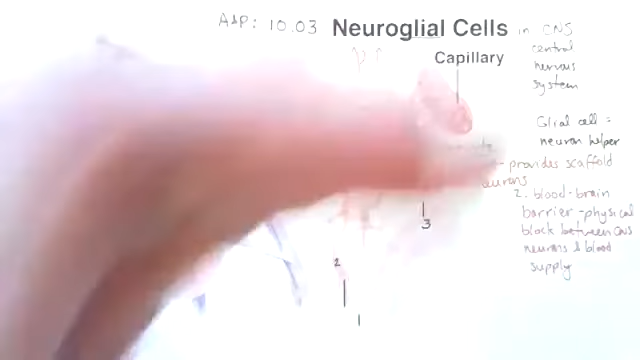 A&P: 10.03 Neuroglial Cells in CNS
central
nervous
system
Capillary
Glial cell =
neuron helper
- provides scaffold
neurons
2. blood-brain
barrier - physical
block between CNS
neurons & blood
supply
3
2
1